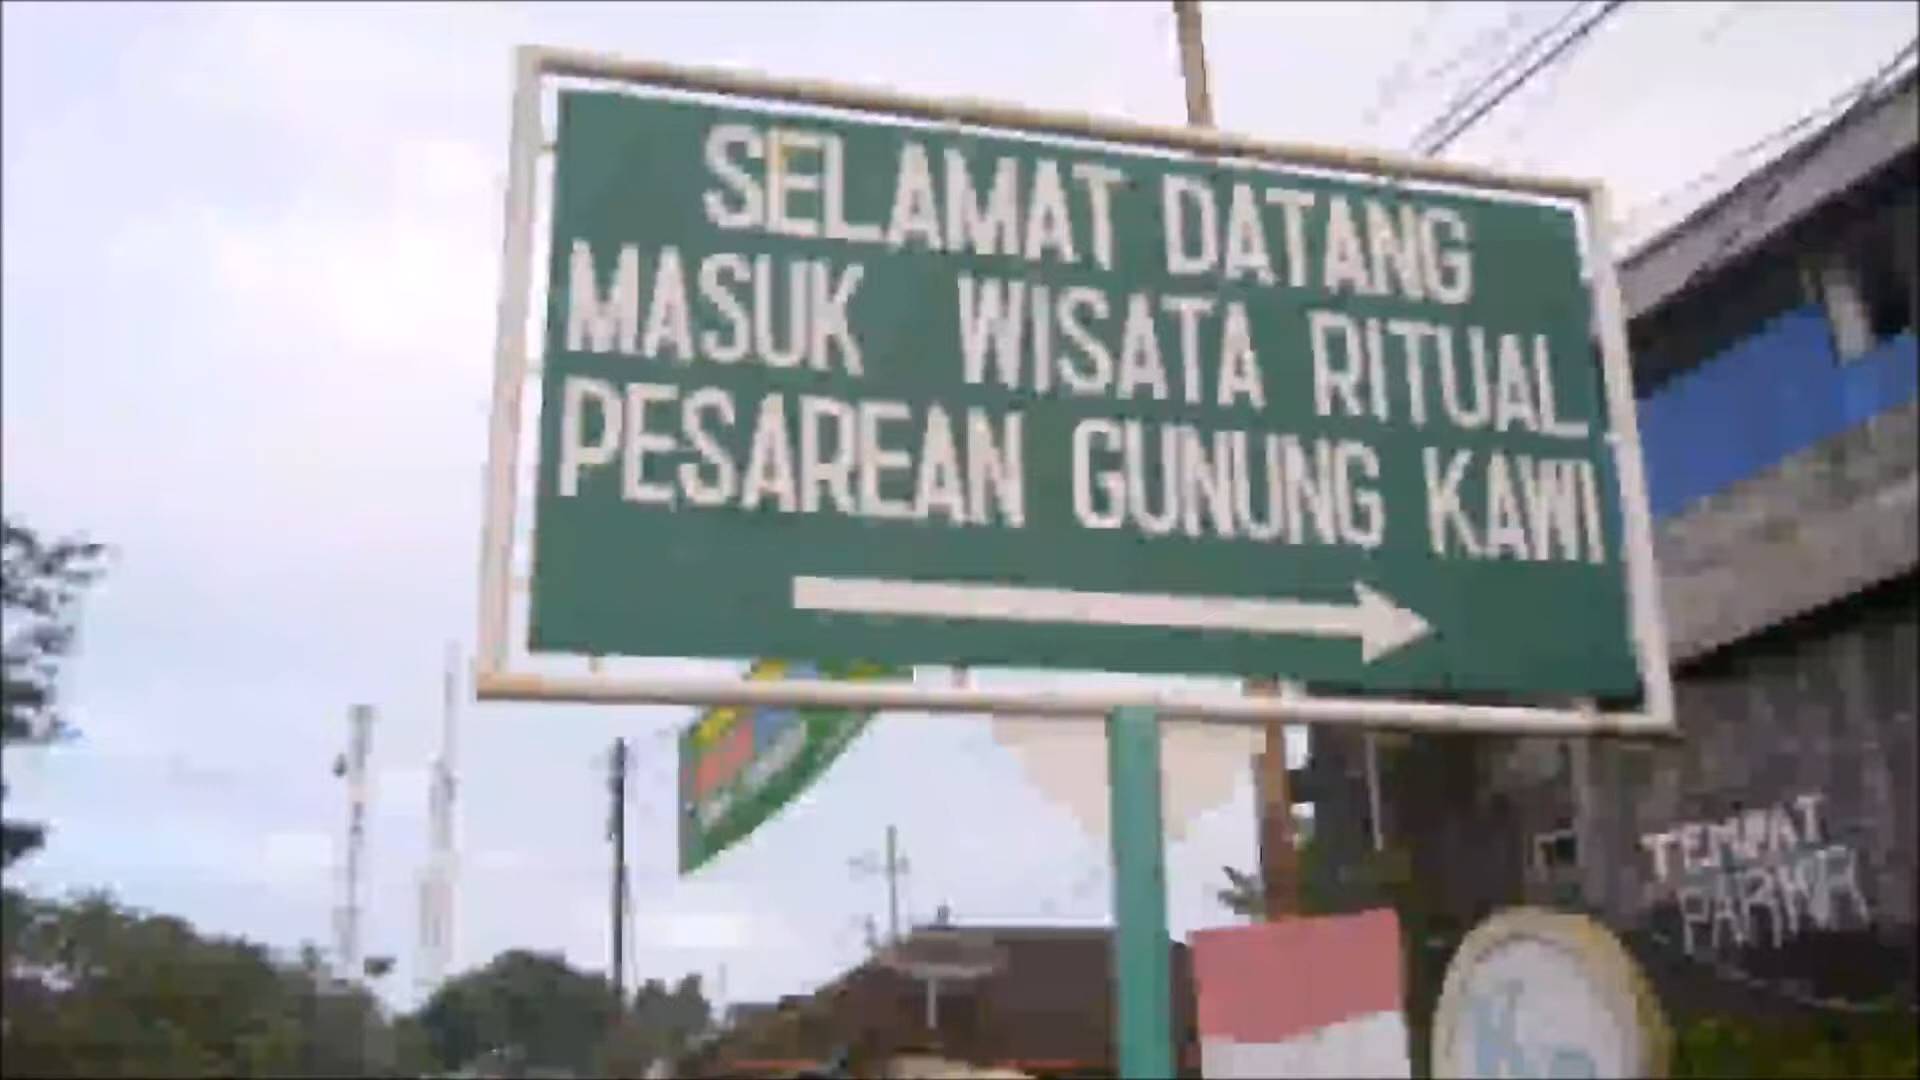 SELAMAT DATANG
MASUK WISATA RITUAL
PESAREAN GUNUNG KAWI
TEMPAT
PARKIR